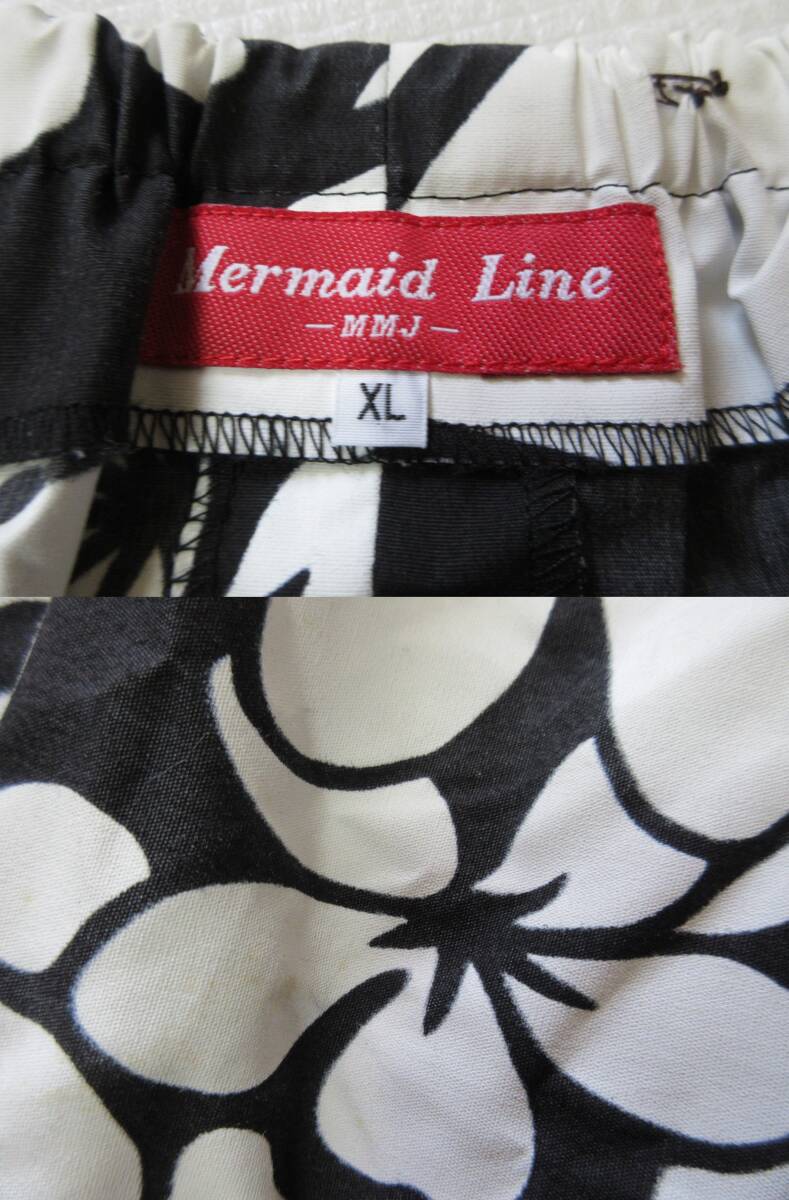 Mermaid Line
— MMJ —
XL